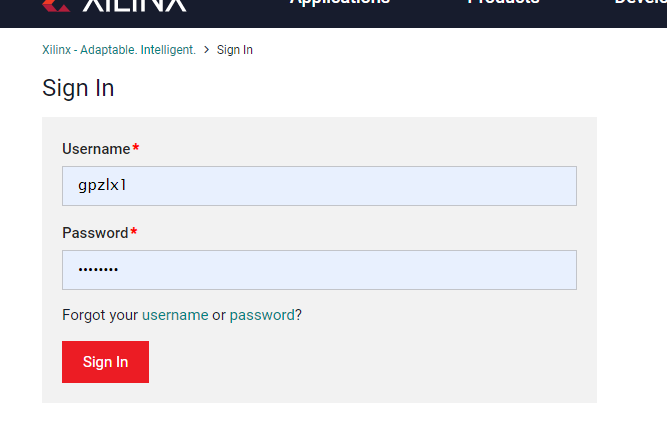 XILINX
Applications
Products
Xilinx - Adaptable. Intelligent. > Sign In
Sign In
Username*
gpzlx1
Password*
••••••••
Forgot your username or password?
Sign In